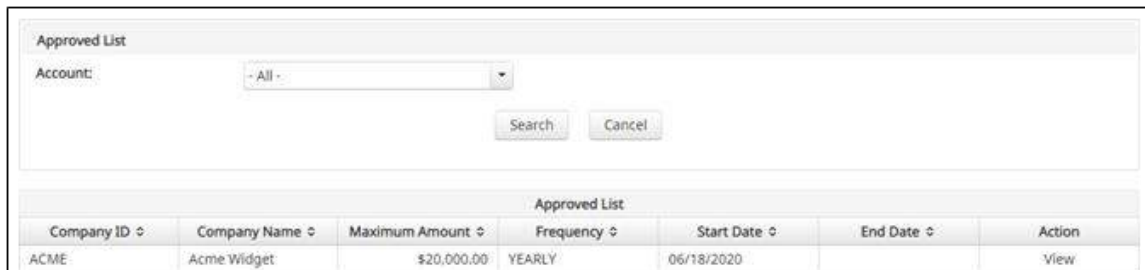 Approved List
Account: - All -
Search Cancel
Approved List
Company ID Company Name Maximum Amount Frequency Start Date End Date Action
ACME Acme Widget $20,000.00 YEARLY 06/18/2020 View